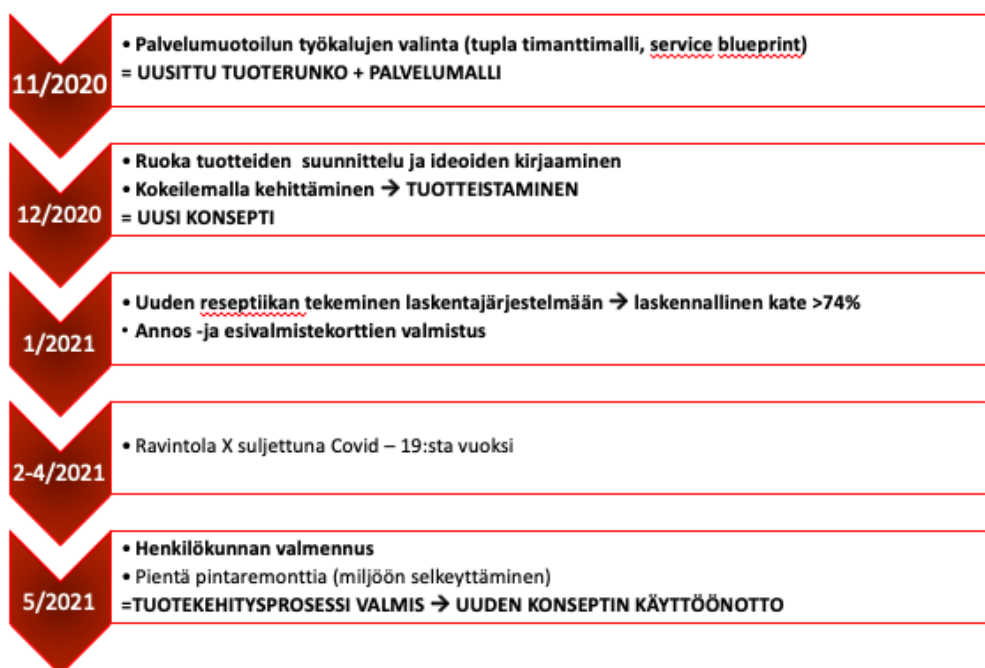 11/2020
• Palvelumuotoilun työkalujen valinta (tupla timanttimalli, service blueprint)
= UUSITTU TUOTERUNKO + PALVELUMALLI
12/2020
• Ruoka tuotteiden  suunnittelu ja ideoiden kirjaaminen
• Kokeilemalla kehittäminen → TUOTTEISTAMINEN
= UUSI KONSEPTI
1/2021
• Uuden reseptiikan tekeminen laskentajärjestelmään → laskennallinen kate >74%
• Annos -ja esivalmistekorttien valmistus
2-4/2021
• Ravintola X suljettuna Covid – 19:sta vuoksi
5/2021
• Henkilökunnan valmennus
• Pientä pintaremonttia (miljöön selkeyttäminen)
=TUOTEKEHITYSPROSESSI VALMIS → UUDEN KONSEPTIN KÄYTTÖÖNOTTO